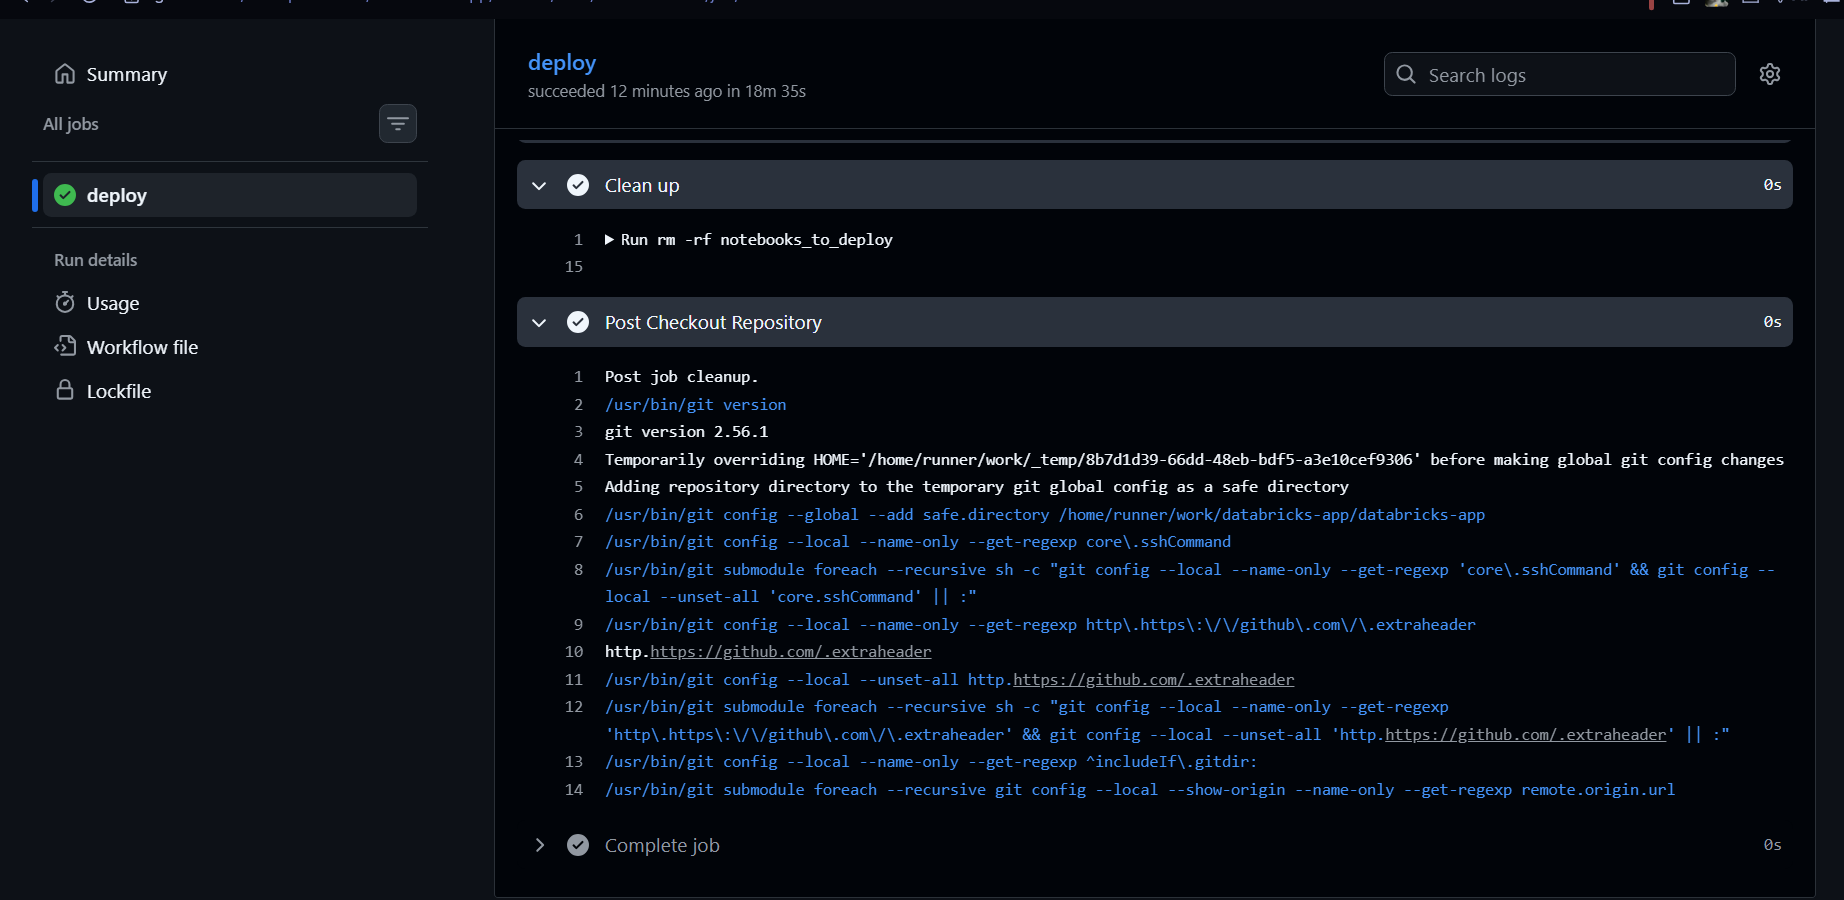 Summary
All jobs
deploy
Run details
Usage
Workflow file
Lockfile
deploy
succeeded 12 minutes ago in 18m 35s
Search logs
Clean up 0s
1 Run rm -rf notebooks_to_deploy
15
Post Checkout Repository 0s
1 Post job cleanup.
2 /usr/bin/git version
3 git version 2.56.1
4 Temporarily overriding HOME='/home/runner/work/_temp/8b7d1d39-66dd-48eb-bdf5-a3e10cef9306' before making global git config changes
5 Adding repository directory to the temporary git global config as a safe directory
6 /usr/bin/git config --global --add safe.directory /home/runner/work/databricks-app/databricks-app
7 /usr/bin/git config --local --name-only --get-regexp core\.sshCommand
8 /usr/bin/git submodule foreach --recursive sh -c "git config --local --name-only --get-regexp 'core\.sshCommand' && git config --
local --unset-all 'core.sshCommand' || :"
9 /usr/bin/git config --local --name-only --get-regexp http\.https\:\/\/github\.com\/\.extraheader
10 http.https://github.com/.extraheader
11 /usr/bin/git config --local --unset-all http.https://github.com/.extraheader
12 /usr/bin/git submodule foreach --recursive sh -c "git config --local --name-only --get-regexp
'http\.https\:\/\/github\.com\/\.extraheader' && git config --local --unset-all 'http.https://github.com/.extraheader' || :"
13 /usr/bin/git config --local --name-only --get-regexp ^includeIf\.gitdir:
14 /usr/bin/git submodule foreach --recursive git config --local --show-origin --name-only --get-regexp remote.origin.url
Complete job 0s